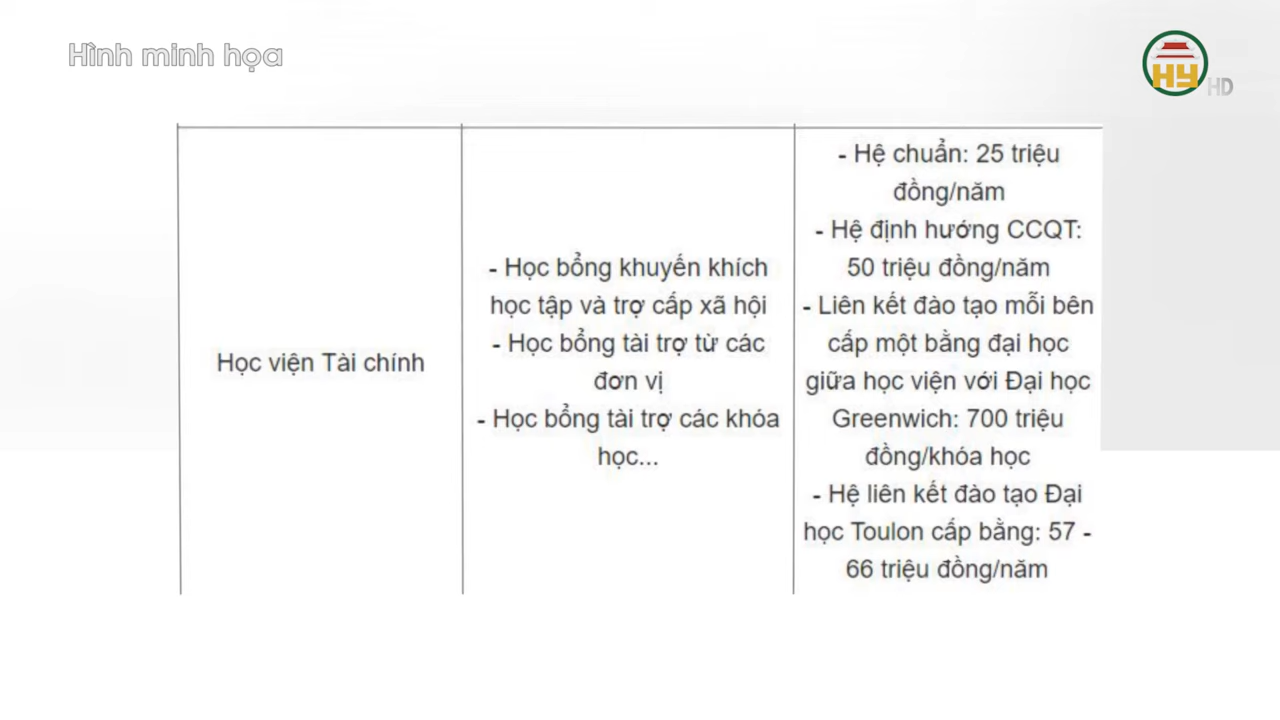 Hình minh họa
HY
HD
Học viện Tài chính
- Học bổng khuyến khích
học tập và trợ cấp xã hội
- Học bổng tài trợ từ các
đơn vị
- Học bổng tài trợ các khóa
học...
- Hệ chuẩn: 25 triệu
đồng/năm
- Hệ định hướng CCQT:
50 triệu đồng/năm
- Liên kết đào tạo mỗi bên
cấp một bằng đại học
giữa học viện với Đại học
Greenwich: 700 triệu
đồng/khóa học
- Hệ liên kết đào tạo Đại
học Toulon cấp bằng: 57 -
66 triệu đồng/năm